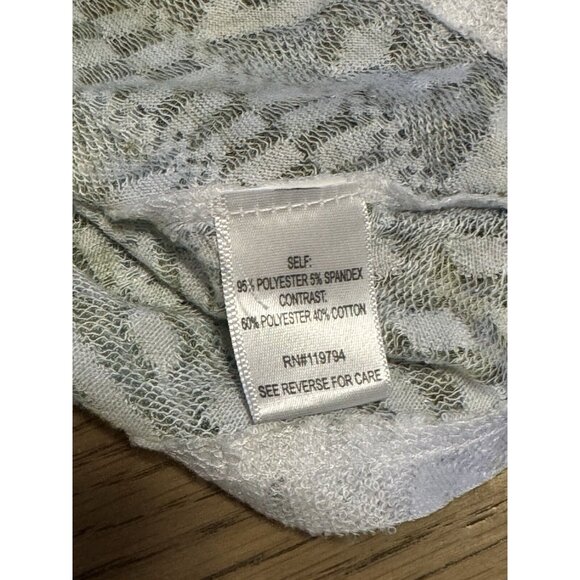 SELF:
95% POLYESTER 5% SPANDEX
CONTRAST:
60% POLYESTER 40% COTTON
RN#119794
SEE REVERSE FOR CARE